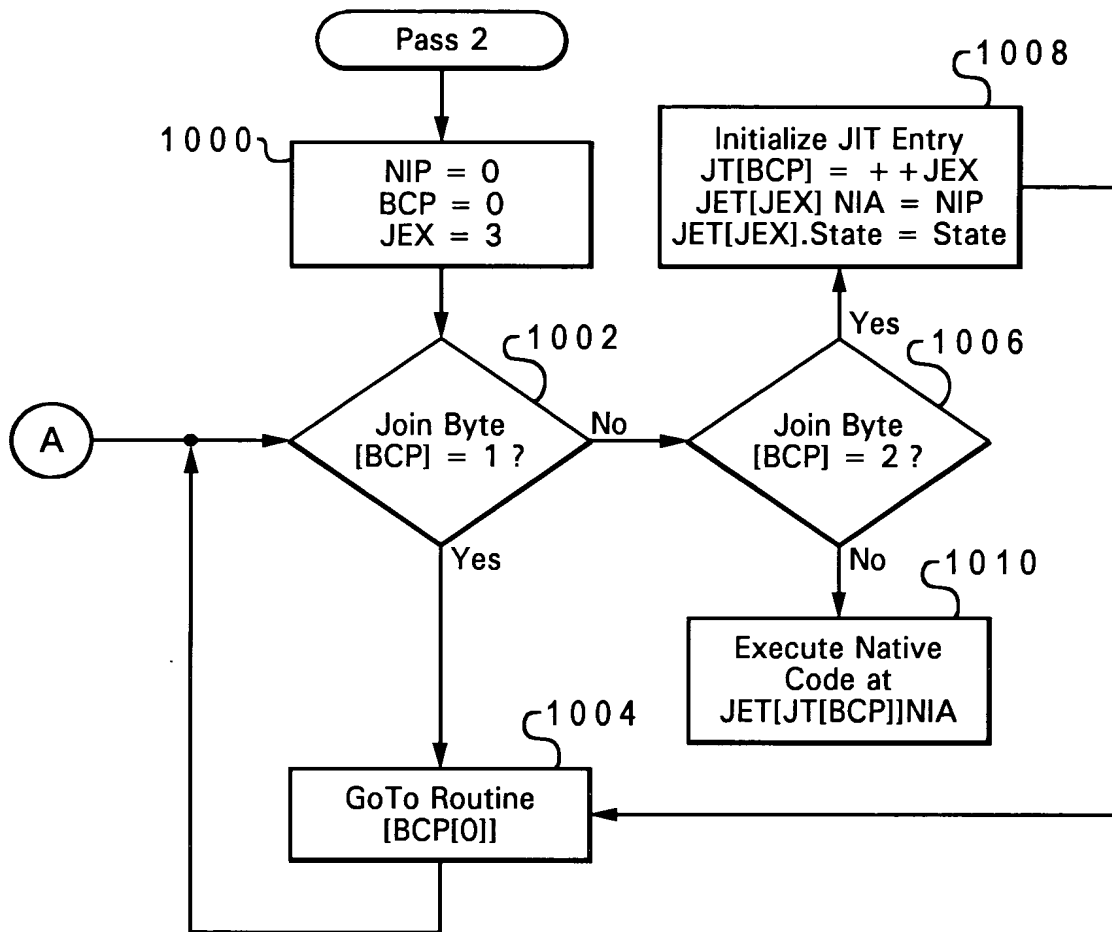 Pass 2
1000
NIP = 0
BCP = 0
JEX = 3
1008
Initialize JIT Entry
JT[BCP] = ++JEX
JET[JEX] NIA = NIP
JET[JEX].State = State
1002
Join Byte
[BCP] = 1 ?
No
Yes
1006
Join Byte
[BCP] = 2 ?
Yes
No
A
1010
Execute Native
Code at
JET[JT[BCP]]NIA
1004
GoTo Routine
[BCP[0]]